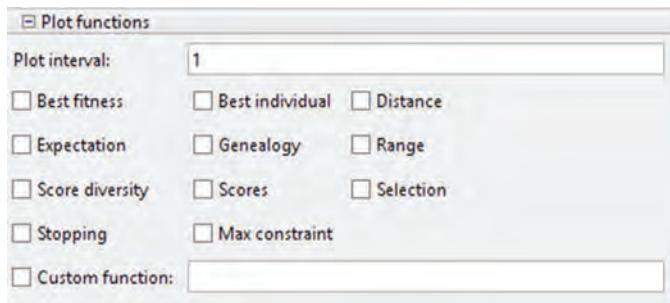 Plot functions
Plot interval: 1
Best fitness Best individual Distance
Expectation Genealogy Range
Score diversity Scores Selection
Stopping Max constraint
Custom function: